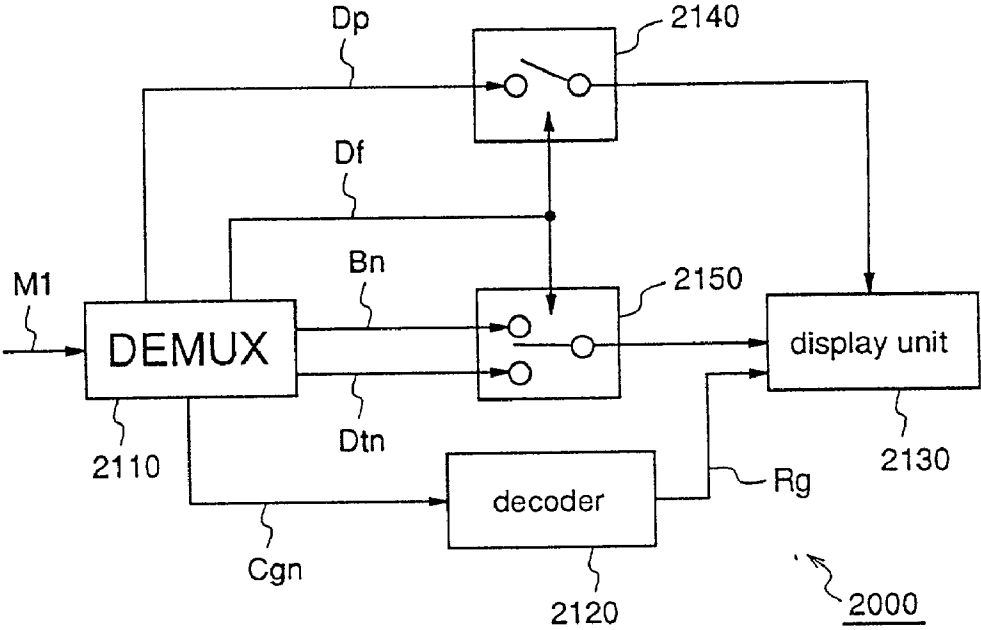 Dp
2140
Df
M1
Bn
2150
DEMUX
display unit
Dtn
2110
2130
decoder
Rg
Cgn
2120
2000